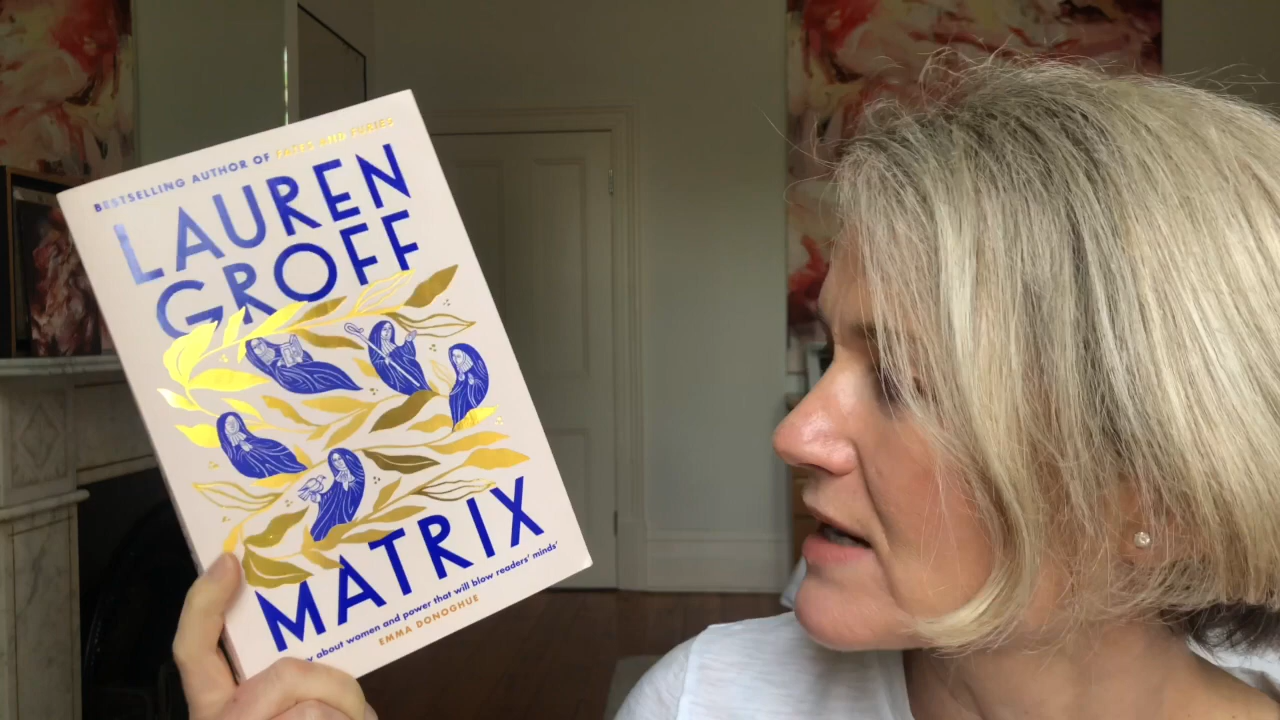 BESTSELLING AUTHOR OF FATES AND FURIES
LAUREN
GROFF
MATRIX
about women and power that will blow readers' minds'
EMMA DONOGHUE